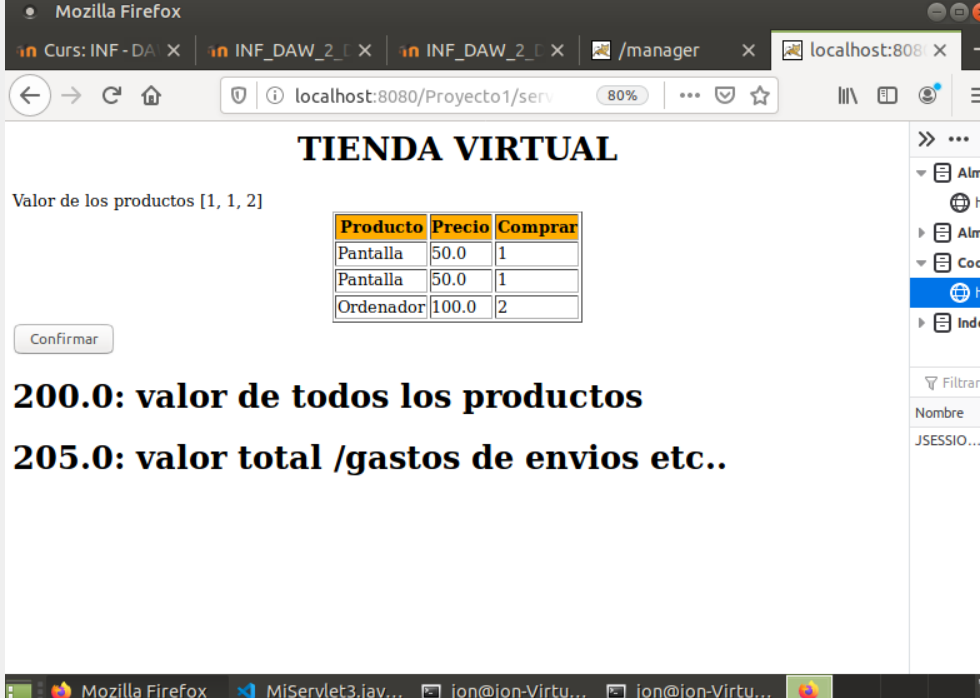 Mozilla Firefox
Curs: INF - DA
INF_DAW_2_D
INF_DAW_2_D
/manager
localhost:808
localhost:8080/Proyecto1/serv
80%
TIENDA VIRTUAL
Valor de los productos [1, 1, 2]
Producto Precio Comprar
Pantalla 50.0 1
Pantalla 50.0 1
Ordenador 100.0 2
Confirmar
200.0: valor de todos los productos
205.0: valor total /gastos de envios etc..
Alm
h
Alm
Coo
h
Inde
Filtrar
Nombre
JSESSIO...
Mozilla Firefox
MiServlet3.jav...
jon@jon-Virtu...
jon@jon-Virtu...